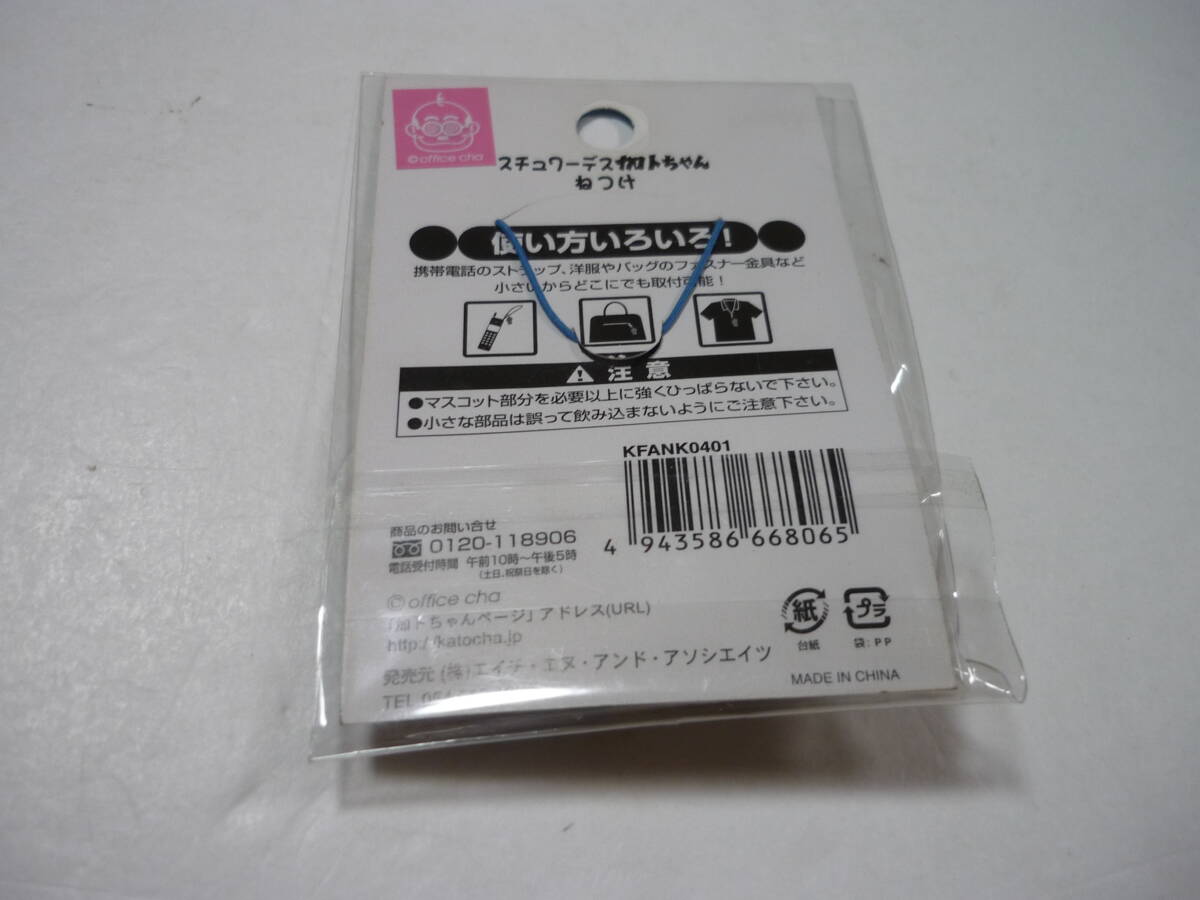 © office cha
スチュワーデス加トちゃん
ねつけ
使い方いろいろ!
携帯電話のストラップ、洋服やバッグのファスナー金具など
小さいからどこにでも取付可能!
注意
●マスコット部分を必要以上に強くひっぱらないで下さい。
●小さな部品は誤って飲み込まないようにご注意下さい。
KFANK0401
4 943586 668065
商品のお問い合せ
0120-118906
電話受付時間 午前10時〜午後5時
(土日、祝祭日を除く)
© office cha
「加トちゃんページ」アドレス(URL)
http://katocha.jp
発売元 (株)エイチ・エヌ・アンド・アソシエイツ
TEL
紙
台紙
プラ
袋:PP
MADE IN CHINA